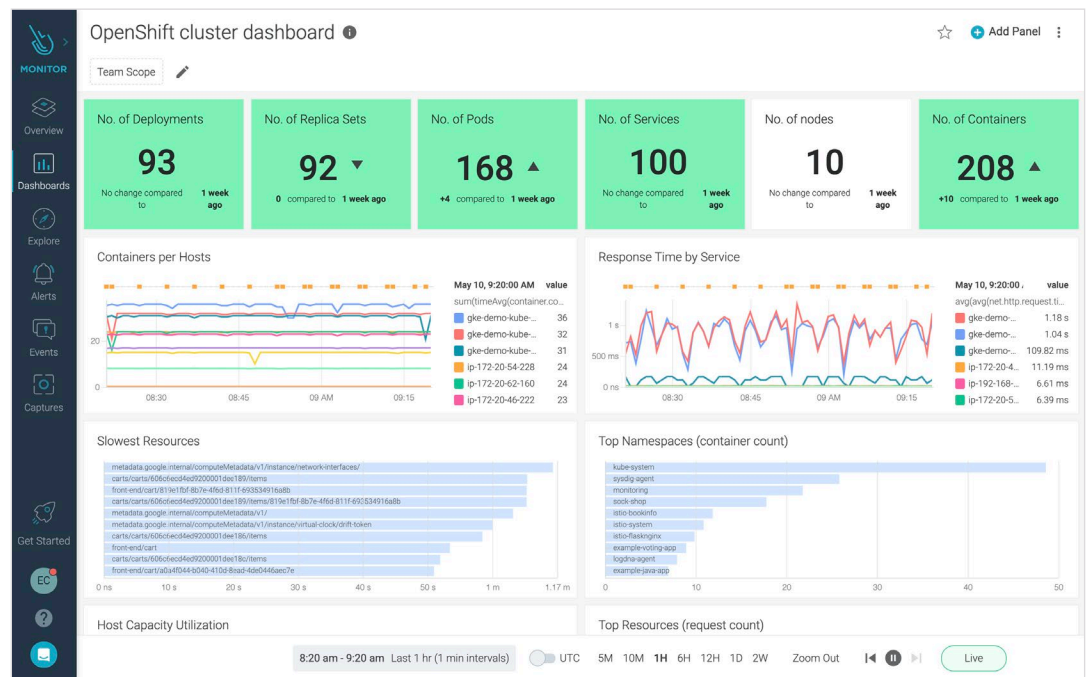 OpenShift cluster dashboard
Add Panel
MONITOR
Team Scope
Overview
Dashboards
Explore
Alerts
Events
Captures
Get Started
EC
?
No. of Deployments
93
No change compared to 1 week ago
No. of Replica Sets
92
0 compared to 1 week ago
No. of Pods
168
+4 compared to 1 week ago
No. of Services
100
No change compared to 1 week ago
No. of nodes
10
No change compared to 1 week ago
No. of Containers
208
+10 compared to 1 week ago
Containers per Hosts
20
0
08:30 08:45 09 AM 09:15
May 10, 9:20:00 AM value
sum(timeAvg(container.co...
gke-demo-kube-... 36
gke-demo-kube-... 32
gke-demo-kube-... 31
ip-172-20-54-228 24
ip-172-20-62-160 24
ip-172-20-46-222 23
Response Time by Service
1 s
500 ms
0 ns
08:30 08:45 09 AM 09:15
May 10, 9:20:00 . value
avg(avg(net.http.request.ti...
gke-demo-... 1.18 s
gke-demo-... 1.04 s
gke-demo-... 109.82 ms
ip-172-20-4... 11.19 ms
ip-192-168-... 6.61 ms
ip-172-20-5... 6.39 ms
Slowest Resources
metadata.google.internal/computeMetadata/v1/instance/network-interfaces/
carts/carts/606c6ecd4ed9200001dee189/items
front-end/cart/819e1fbf-8b7e-4f6d-811f-693534916a8b
carts/carts/606c6ecd4ed9200001dee189/items/819e1fbf-8b7e-4f6d-811f-693534916a8b
metadata.google.internal/computeMetadata/v1/
metadata.google.internal/computeMetadata/v1/instance/virtual-clock/drift-token
carts/carts/606c6ecd4ed9200001dee186/items
front-end/cart
carts/carts/606c6ecd4ed9200001dee18c/items
0 ns 10 s 20 s 30 s 40 s 50 s 1 m 1.17 m
Top Namespaces (container count)
kube-system
sysdig-agent
monitoring
sock-shop
istio-bookinfo
istio-system
istio-flasknginx
example-voting-app
logdna-agent
example-java-app
0 10 20 30 40 50
Host Capacity Utilization
Top Resources (request count)
8:20 am - 9:20 am Last 1 hr (1 min intervals)
UTC
5M 10M 1H 6H 12H 1D 2W
Zoom Out
Live